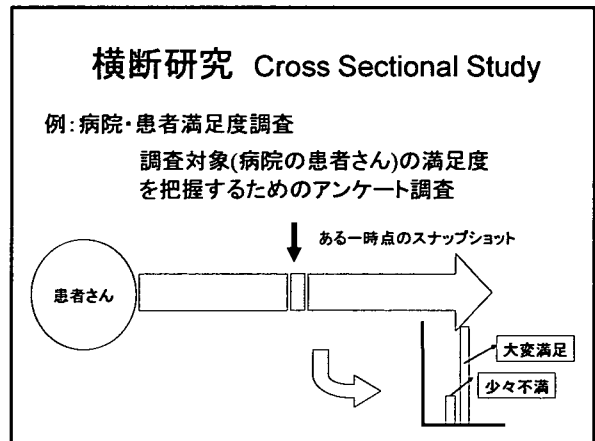 横断研究 Cross Sectional Study
例:病院・患者満足度調査
調査対象(病院の患者さん)の満足度
を把握するためのアンケート調査
ある一時点のスナップショット
患者さん
大変満足
少々不満